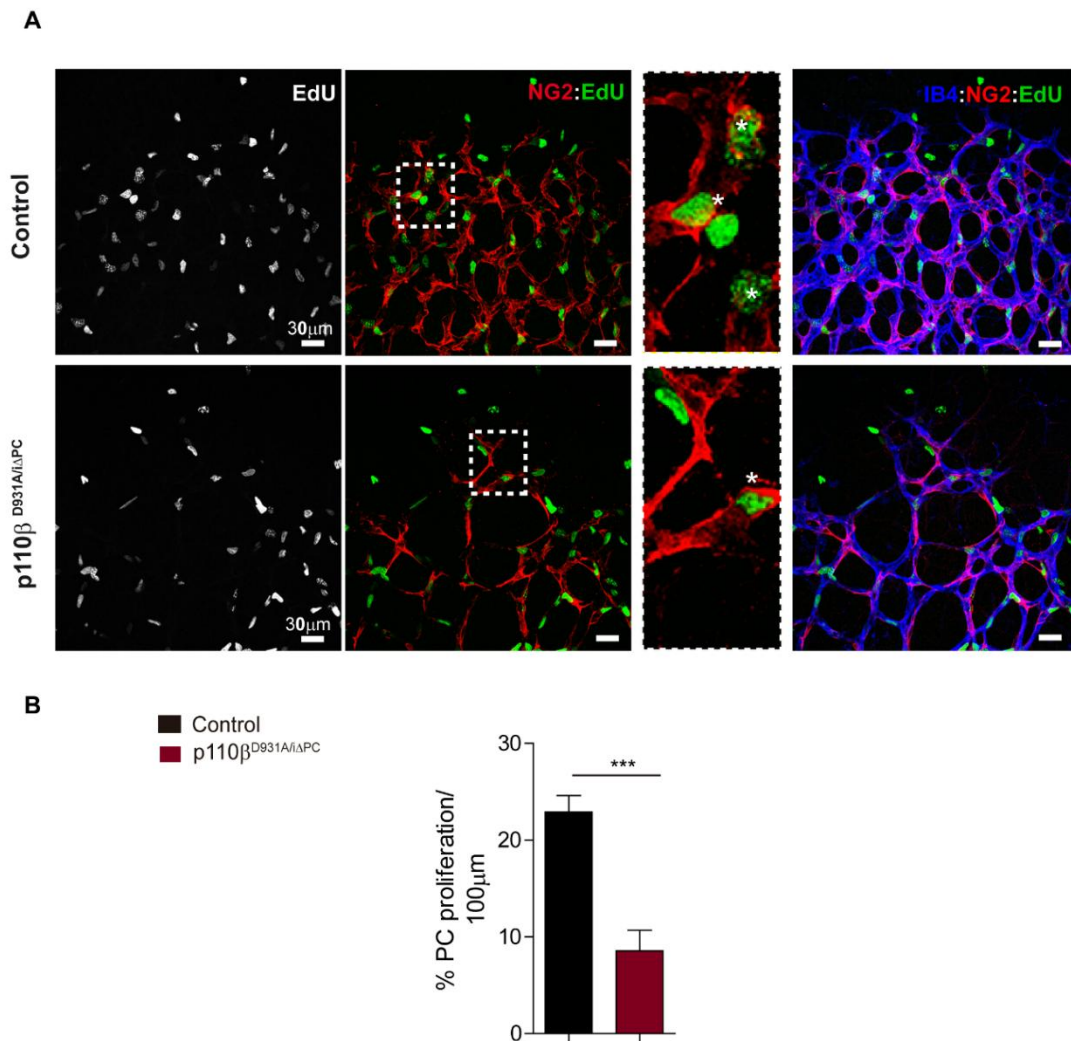 A
EdU
NG2:EdU
IB4:NG2:EdU
Control
30μm
*
*
*
p110β D931A/iΔPC
30μm
*
B
Control
p110βD931A/iΔPC
% PC proliferation/
100μm
30
20
10
0
***